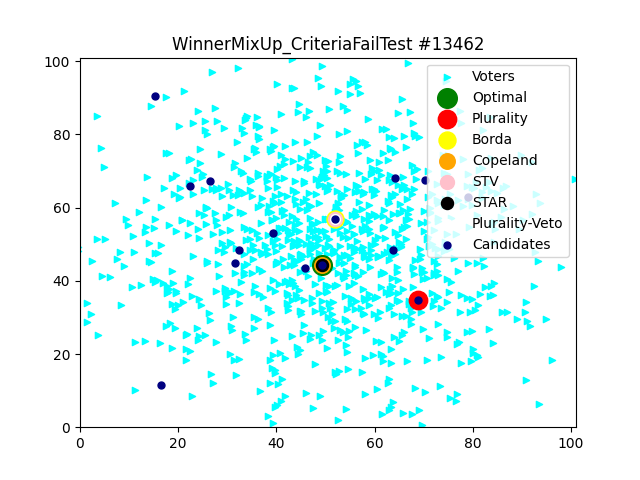 WinnerMixUp_CriteriaFailTest #13462
100
80
60
40
20
0
0
20
40
60
80
100
Voters
Optimal
Plurality
Borda
Copeland
STV
STAR
Plurality-Veto
Candidates